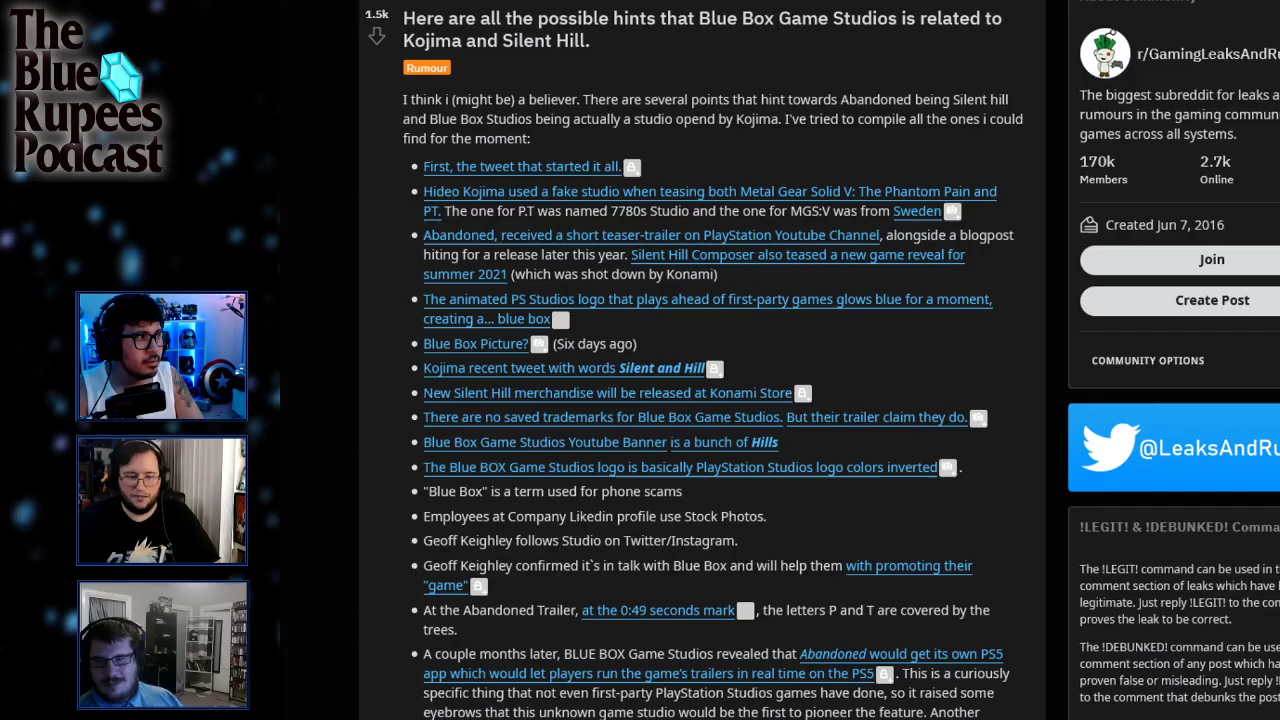 The
Blue
Rupees
Podcast
1.5k
Here are all the possible hints that Blue Box Game Studios is related to
Kojima and Silent Hill.
Rumour
I think i (might be) a believer. There are several points that hint towards Abandoned being Silent hill
and Blue Box Studios being actually a studio opend by Kojima. I've tried to compile all the ones i could
find for the moment:
First, the tweet that started it all.
Hideo Kojima used a fake studio when teasing both Metal Gear Solid V: The Phantom Pain and
PT. The one for P.T was named 7780s Studio and the one for MGS:V was from Sweden
Abandoned, received a short teaser-trailer on PlayStation Youtube Channel, alongside a blogpost
hiting for a release later this year. Silent Hill Composer also teased a new game reveal for
summer 2021 (which was shot down by Konami)
The animated PS Studios logo that plays ahead of first-party games glows blue for a moment,
creating a... blue box
Blue Box Picture? (Six days ago)
Kojima recent tweet with words Silent and Hill
New Silent Hill merchandise will be released at Konami Store
There are no saved trademarks for Blue Box Game Studios. But their trailer claim they do.
Blue Box Game Studios Youtube Banner is a bunch of Hills
The Blue BOX Game Studios logo is basically PlayStation Studios logo colors inverted .
"Blue Box" is a term used for phone scams
Employees at Company Likedin profile use Stock Photos.
Geoff Keighley follows Studio on Twitter/Instagram.
Geoff Keighley confirmed it`s in talk with Blue Box and will help them with promoting their
"game"
At the Abandoned Trailer, at the 0:49 seconds mark , the letters P and T are covered by the
trees.
A couple months later, BLUE BOX Game Studios revealed that Abandoned would get its own PS5
app which would let players run the game's trailers in real time on the PS5 . This is a curiously
specific thing that not even first-party PlayStation Studios games have done, so it raised some
eyebrows that this unknown game studio would be the first to pioneer the feature. Another
r/GamingLeaksAndRu
The biggest subreddit for leaks a
rumours in the gaming commun
games across all systems.
170k
2.7k
Members
Online
Created Jun 7, 2016
Join
Create Post
COMMUNITY OPTIONS
@LeaksAndRu
!LEGIT! & !DEBUNKED! Comma
The !LEGIT! command can be used in t
comment section of leaks which have b
legitimate. Just reply !LEGIT! to the con
proves the leak to be correct.
The !DEBUNKED! command can be use
comment section of any post which ha
proven false or misleading. Just reply !
to the comment that debunks the post